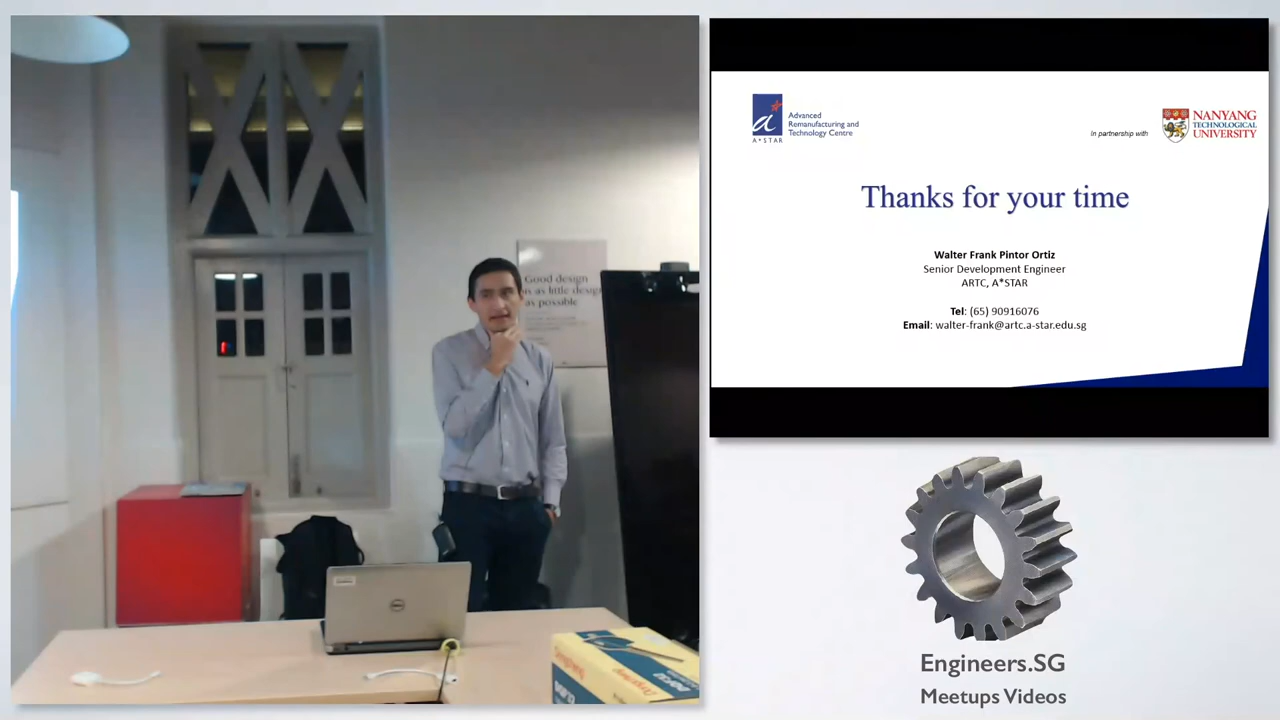 Good design
is as little design
as possible
DELL
Advanced
Remanufacturing and
Technology Centre
A*STAR
In partnership with
NANYANG
TECHNOLOGICAL
UNIVERSITY
Thanks for your time
Walter Frank Pintor Ortiz
Senior Development Engineer
ARTC, A*STAR
Tel: (65) 90916076
Email: walter-frank@artc.a-star.edu.sg
Engineers.SG
Meetups Videos